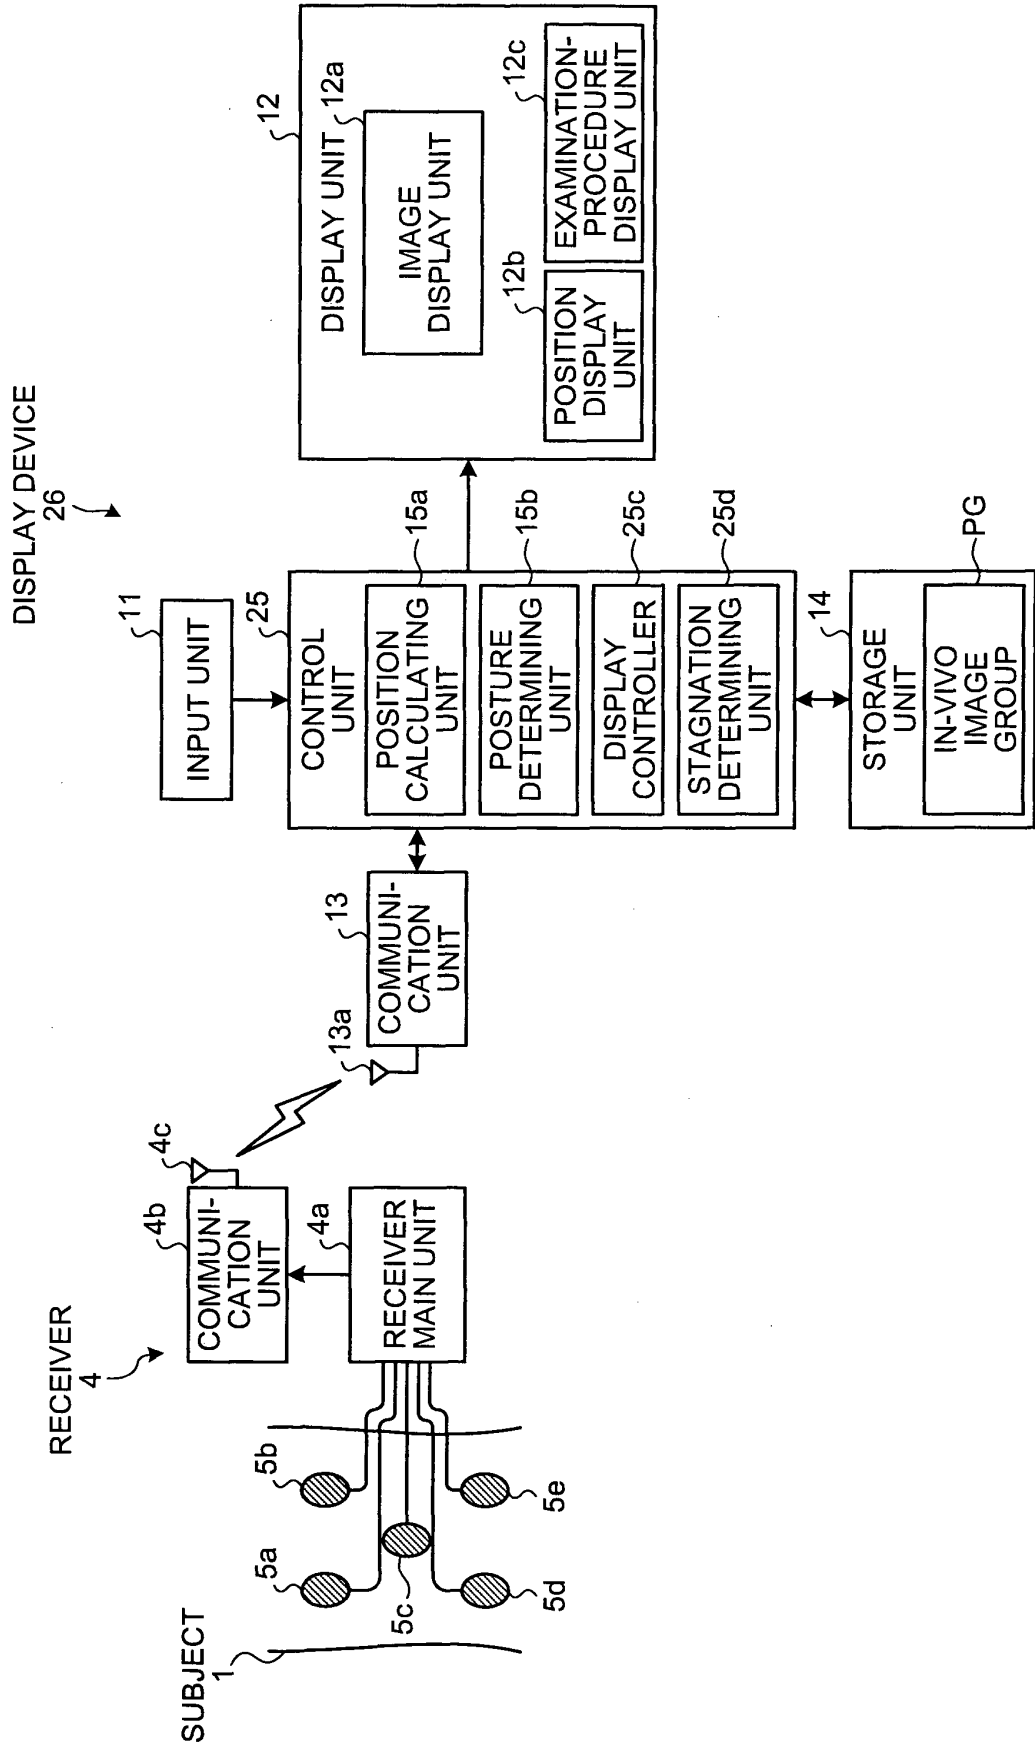 DISPLAY DEVICE
26
RECEIVER
4
SUBJECT
1
5a
5b
5c
5d
5e
4b
COMMUNI-
CATION
UNIT
4c
4a
RECEIVER
MAIN UNIT
13a
13
COMMUNI-
CATION
UNIT
11
INPUT UNIT
25
CONTROL
UNIT
POSITION
CALCULATING
UNIT
15a
POSTURE
DETERMINING
UNIT
15b
DISPLAY
CONTROLLER
25c
STAGNATION
DETERMINING
UNIT
25d
14
STORAGE
UNIT
IN-VIVO
IMAGE
GROUP
PG
12
DISPLAY UNIT
12a
IMAGE
DISPLAY UNIT
12b
POSITION
DISPLAY
UNIT
12c
EXAMINATION-
PROCEDURE
DISPLAY UNIT